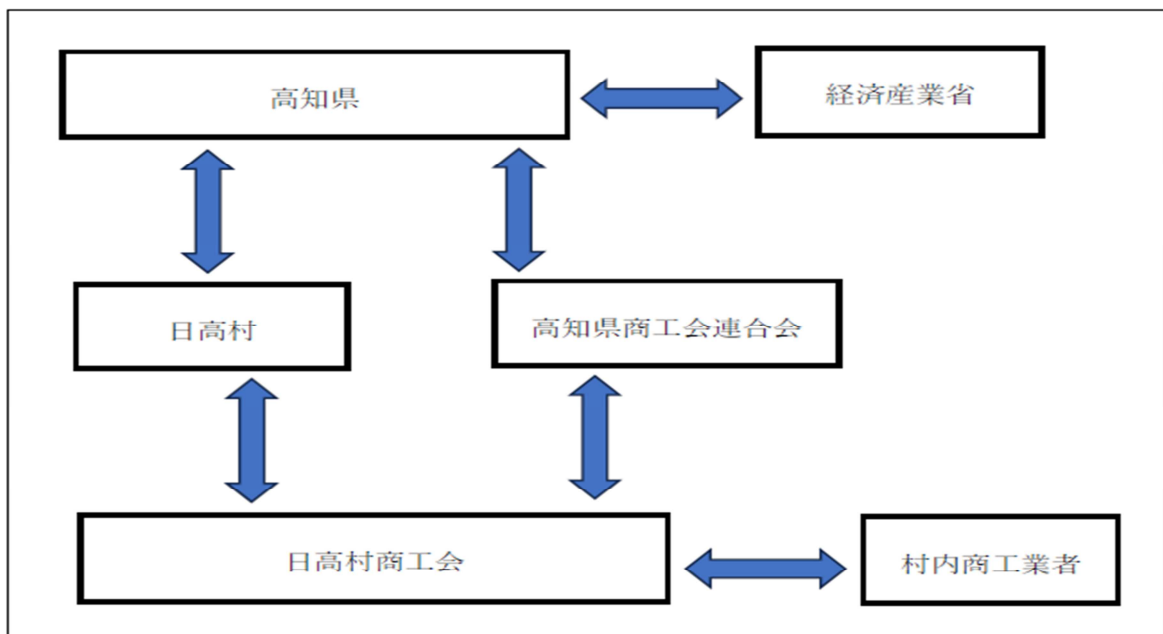 高知県
経済産業省
日高村
高知県商工会連合会
日高村商工会
村内商工業者